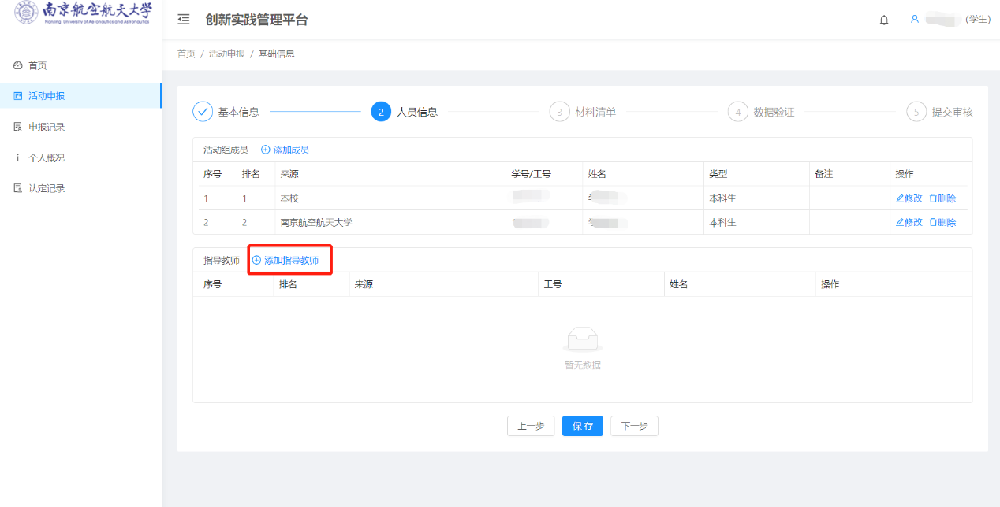 南京航空航天大学
Nanjing University of Aeronautics and Astronautics
创新实践管理平台
(学生)
首页 / 活动申报 / 基础信息
首页
活动申报
申报记录
i 个人概况
认定记录
基本信息 2 人员信息 3 材料清单 4 数据验证 5 提交审核
活动组成员 添加成员
序号 排名 来源 学号/工号 姓名 类型 备注 操作
1 1 本校 本科生 修改 删除
2 2 南京航空航天大学 本科生 修改 删除
指导教师 添加指导教师
序号 排名 来源 工号 姓名 操作
暂无数据
上一步 保存 下一步